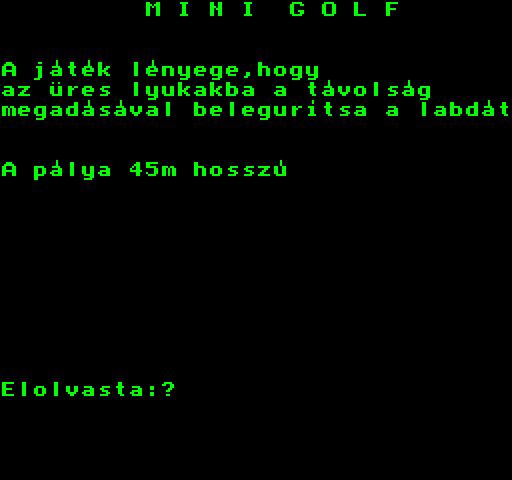 M I N I  G O L F
A játék lényege,hogy
az üres lyukakba a távolság
megadásával beleguritsa a labdát
A pálya 45m hosszú
Elolvasta:?